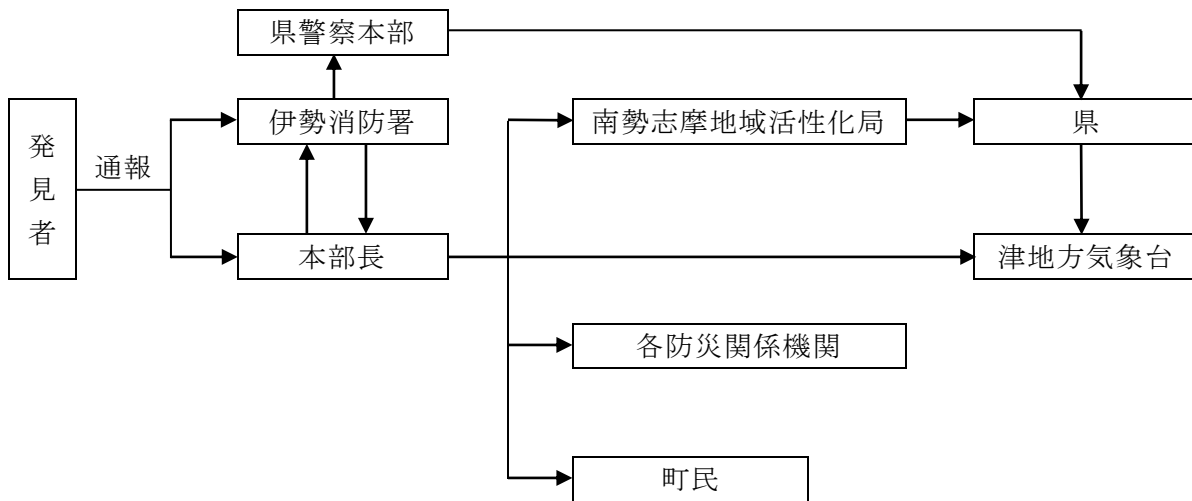 県警察本部
発見者
通報
伊勢消防署
南勢志摩地域活性化局
県
本部長
津地方気象台
各防災関係機関
町民